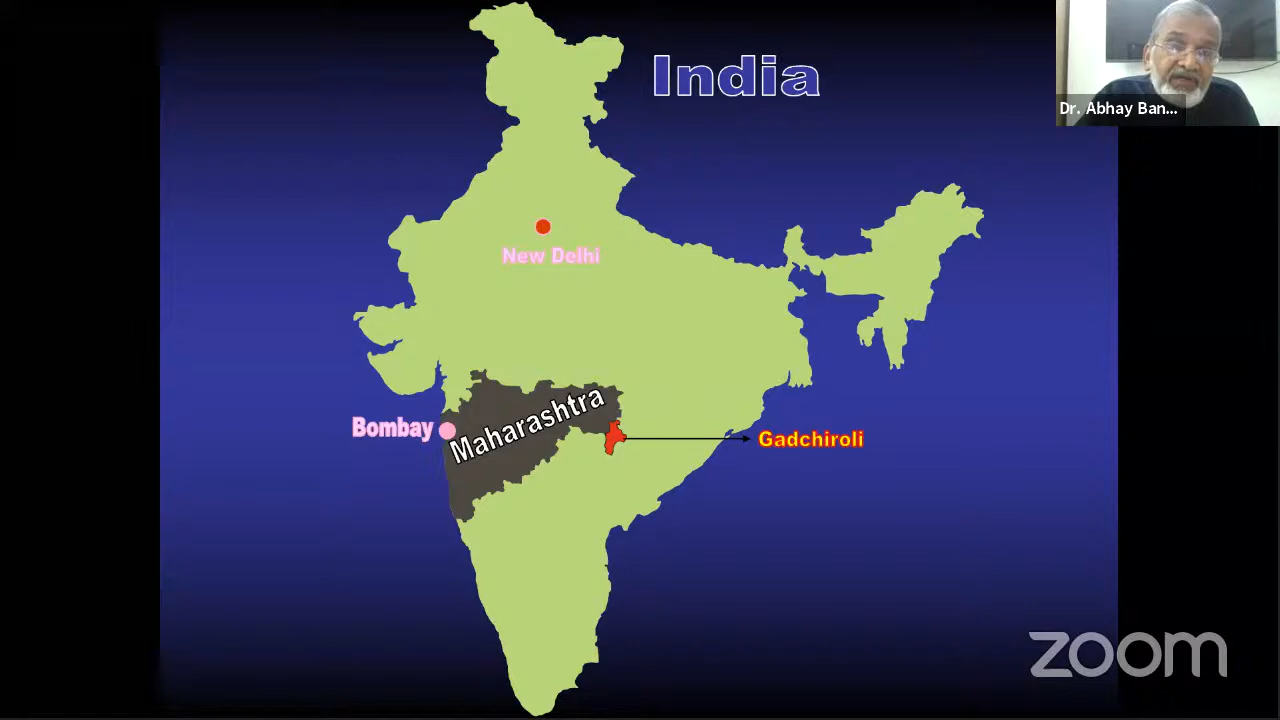 India
Dr. Abhay Ban...
New Delhi
Bombay
Maharashtra
Gadchiroli
zoom